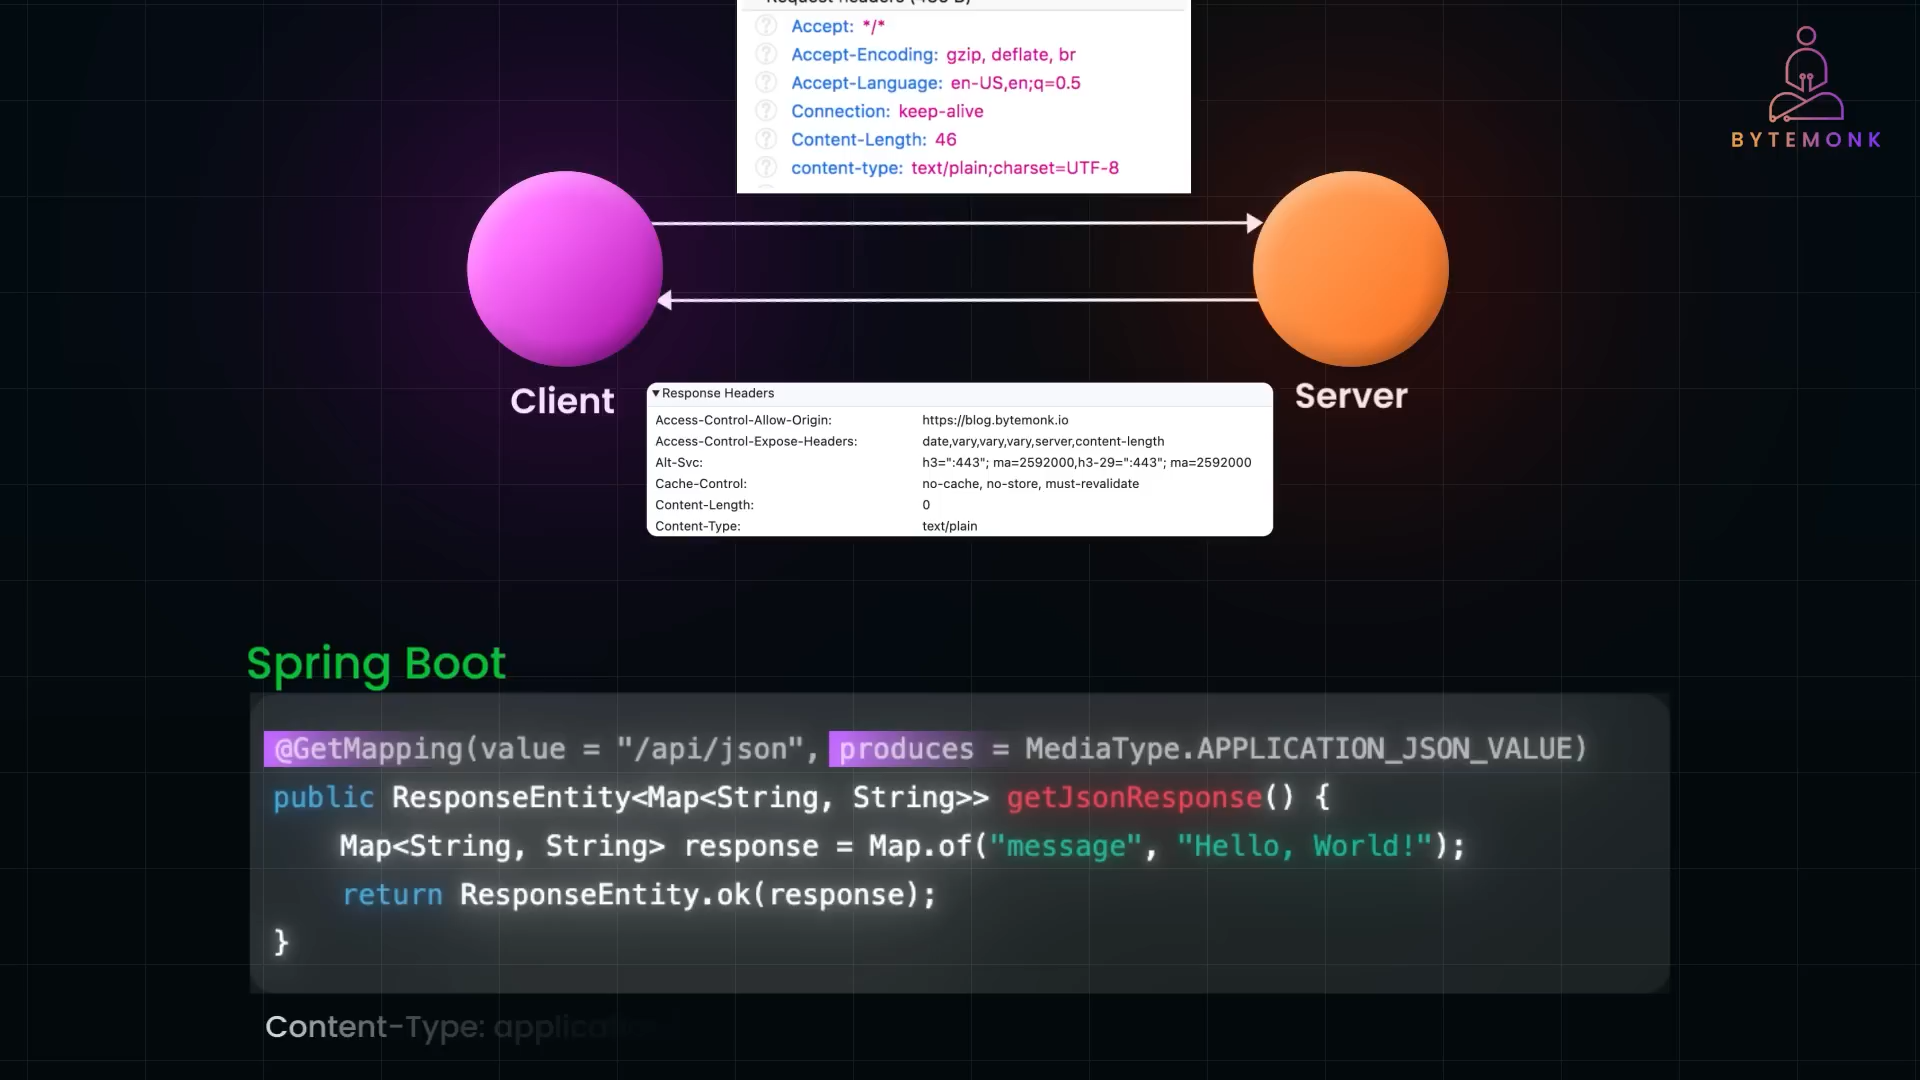 Request headers
Accept: */*
Accept-Encoding: gzip, deflate, br
Accept-Language: en-US,en;q=0.5
Connection: keep-alive
Content-Length: 46
content-type: text/plain;charset=UTF-8
BYTEMONK
Client
Server
Response Headers
Access-Control-Allow-Origin: https://blog.bytemonk.io
Access-Control-Expose-Headers: date,vary,vary,vary,server,content-length
Alt-Svc: h3=":443"; ma=2592000,h3-29=":443"; ma=2592000
Cache-Control: no-cache, no-store, must-revalidate
Content-Length: 0
Content-Type: text/plain
Spring Boot
@GetMapping(value = "/api/json", produces = MediaType.APPLICATION_JSON_VALUE)
public ResponseEntity<Map<String, String>> getJsonResponse() {
Map<String, String> response = Map.of("message", "Hello, World!");
return ResponseEntity.ok(response);
}
Content-Type: